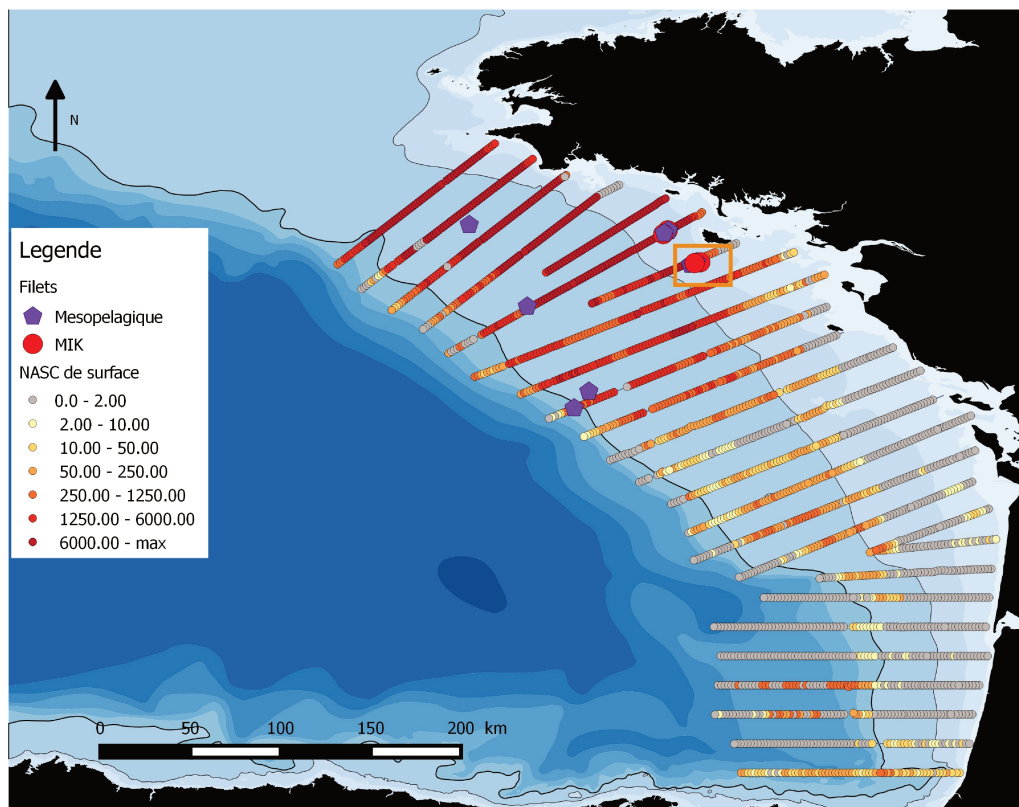 N
Legende
Filets
Mesopelagique
MIK
NASC de surface
0.0 - 2.00
2.00 - 10.00
10.00 - 50.00
50.00 - 250.00
250.00 - 1250.00
1250.00 - 6000.00
6000.00 - max
0 50 100 150 200 km